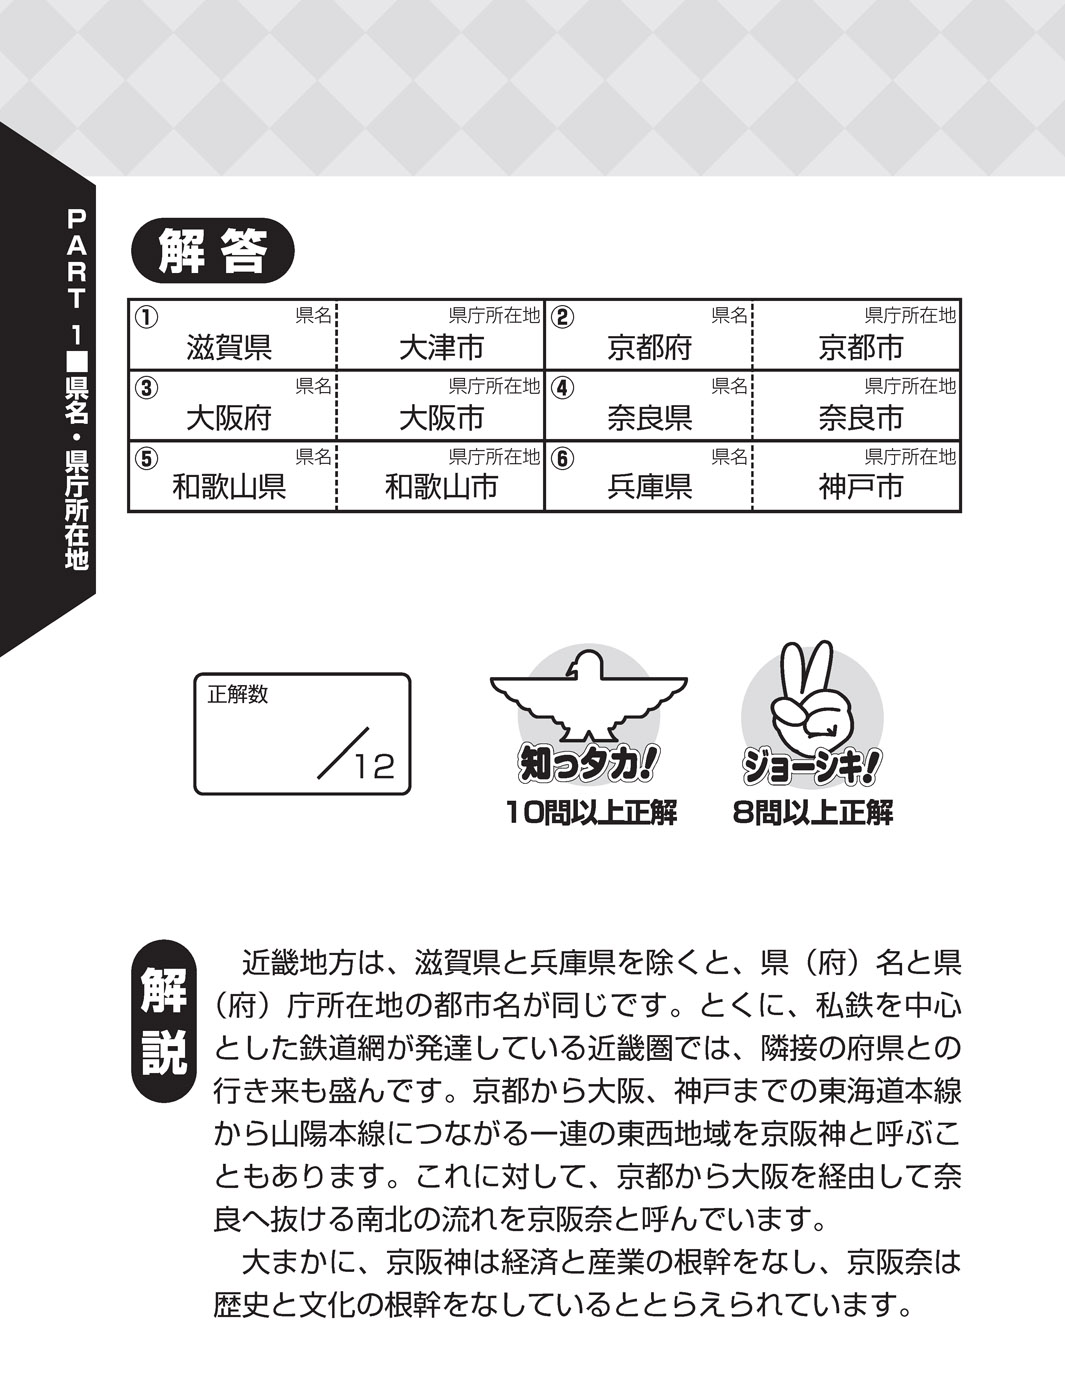 PART 1■県名・県庁所在地
解答
① 県名 県庁所在地 ② 県名 県庁所在地
滋賀県 大津市 京都府 京都市
③ 県名 県庁所在地 ④ 県名 県庁所在地
大阪府 大阪市 奈良県 奈良市
⑤ 県名 県庁所在地 ⑥ 県名 県庁所在地
和歌山県 和歌山市 兵庫県 神戸市
正解数
/12
知っタカ!
10問以上正解
ジョーシキ!
8問以上正解
解説
近畿地方は、滋賀県と兵庫県を除くと、県（府）名と県
（府）庁所在地の都市名が同じです。とくに、私鉄を中心
とした鉄道網が発達している近畿圏では、隣接の府県との
行き来も盛んです。京都から大阪、神戸までの東海道本線
から山陽本線につながる一連の東西地域を京阪神と呼ぶこ
ともあります。これに対して、京都から大阪を経由して奈
良へ抜ける南北の流れを京阪奈と呼んでいます。
大まかに、京阪神は経済と産業の根幹をなし、京阪奈は
歴史と文化の根幹をなしているととらえられています。